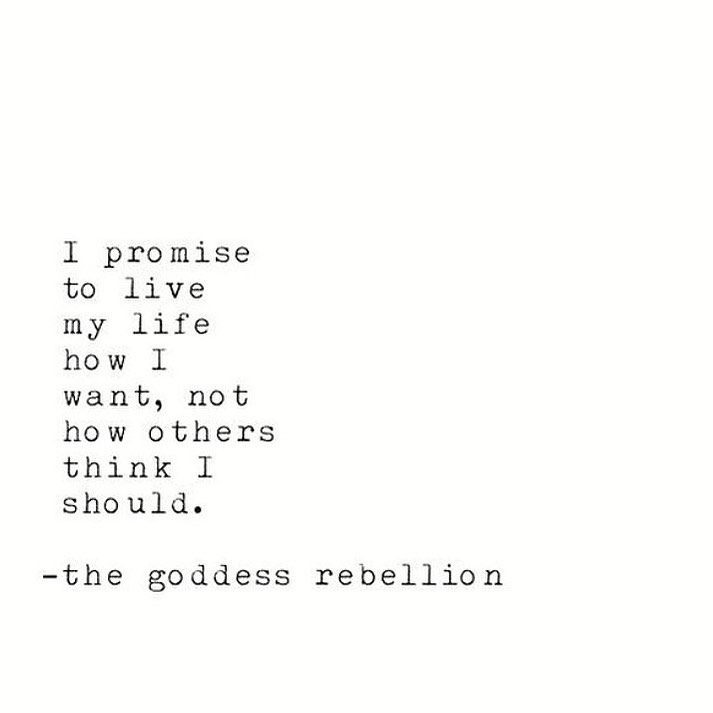 I promise
to live
my life
how I
want, not
how others
think I
should.
-the goddess rebellion